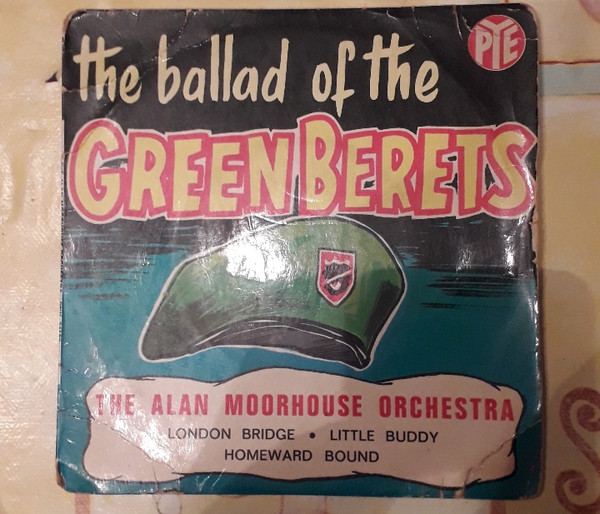 the ballad of the
PYE
GREEN BERETS
THE ALAN MOORHOUSE ORCHESTRA
LONDON BRIDGE • LITTLE BUDDY
HOMEWARD BOUND